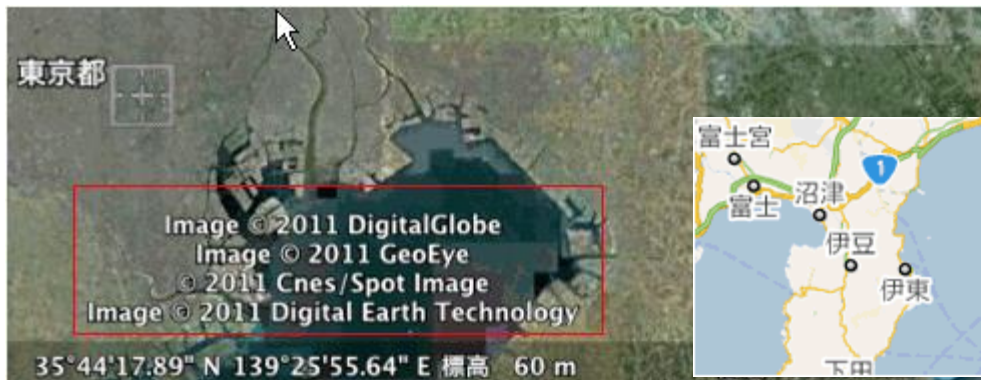 東京都
Image © 2011 DigitalGlobe
Image © 2011 GeoEye
© 2011 Cnes/Spot Image
Image © 2011 Digital Earth Technology
35°44'17.89" N 139°25'55.64" E 標高 60 m
富士宮
1
富士
沼津
伊豆
伊東
下田